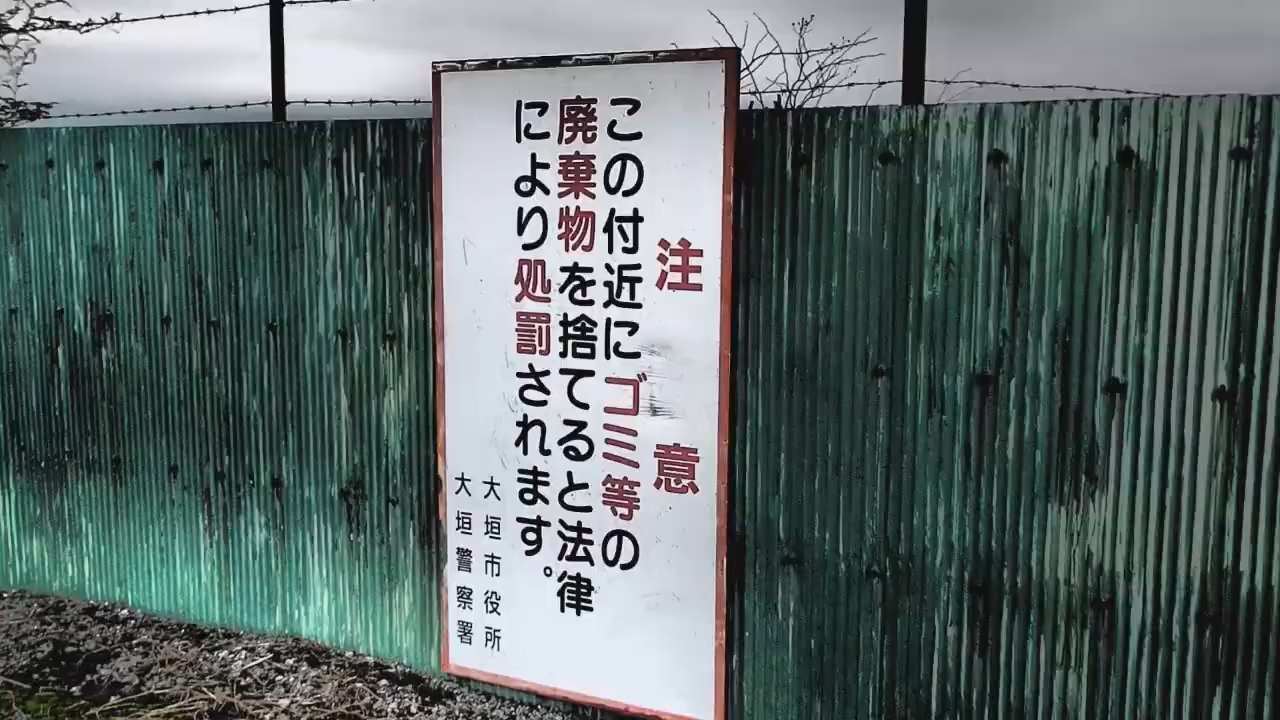 注意
この付近にゴミ等の
廃棄物を捨てると法律
により処罰されます。
大垣市役所
大垣警察署